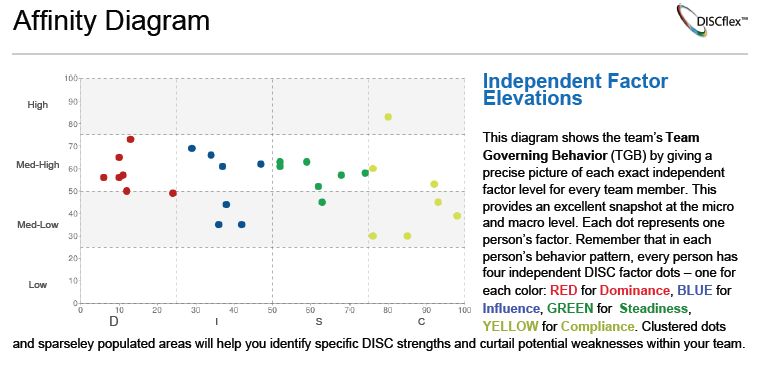 Affinity Diagram
DISCflex™
Independent Factor
Elevations
100
90
High
80
70
Med-High
60
50
40
Med-Low
30
20
Low
10
0
0 10 20 30 40 50 60 70 80 90 100
D I S C
This diagram shows the team's Team
Governing Behavior (TGB) by giving a
precise picture of each exact independent
factor level for every team member. This
provides an excellent snapshot at the micro
and macro level. Each dot represents one
person's factor. Remember that in each
person's behavior pattern, every person has
four independent DISC factor dots – one for
each color: RED for Dominance, BLUE for
Influence, GREEN for Steadiness,
YELLOW for Compliance. Clustered dots
and sparseley populated areas will help you identify specific DISC strengths and curtail potential weaknesses within your team.